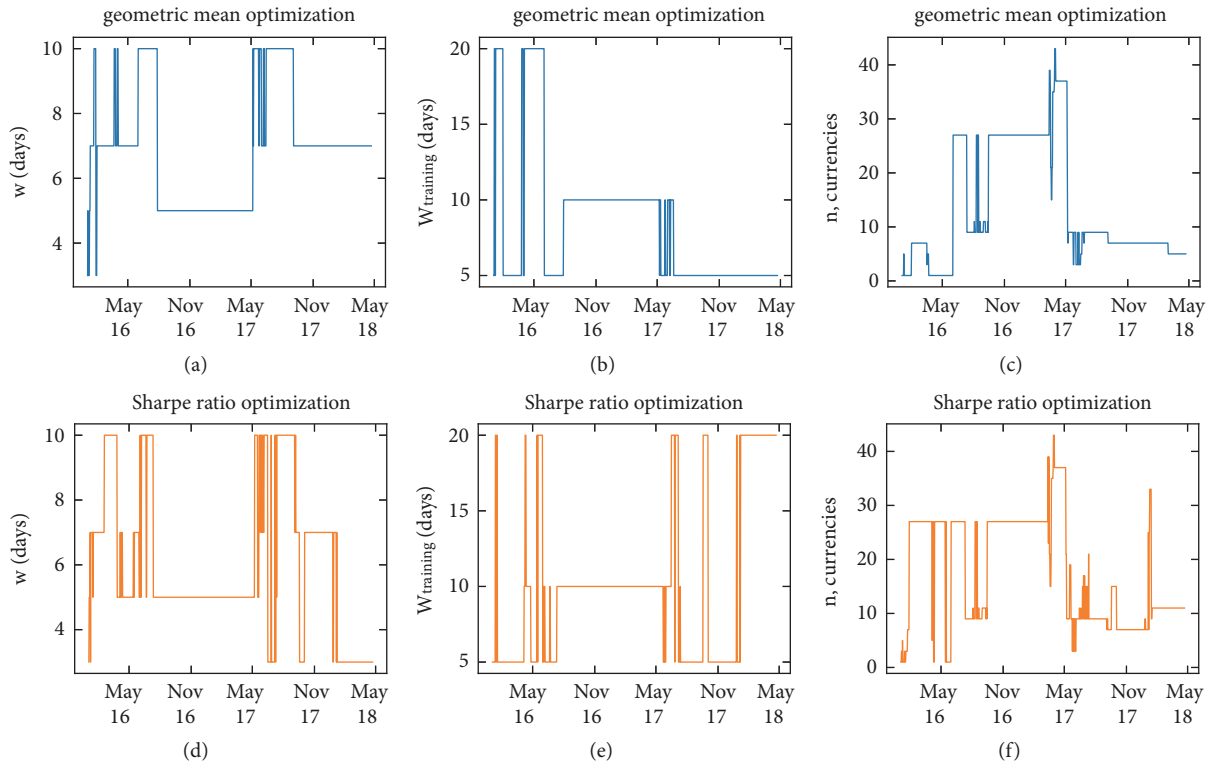 geometric mean optimization
10
8
6
4
w (days)
May 16
Nov 16
May 17
Nov 17
May 18
(a)
geometric mean optimization
20
15
10
5
Wtraining (days)
May 16
Nov 16
May 17
Nov 17
May 18
(b)
geometric mean optimization
40
30
20
10
0
n, currencies
May 16
Nov 16
May 17
Nov 17
May 18
(c)
Sharpe ratio optimization
10
8
6
4
w (days)
May 16
Nov 16
May 17
Nov 17
May 18
(d)
Sharpe ratio optimization
20
15
10
5
Wtraining (days)
May 16
Nov 16
May 17
Nov 17
May 18
(e)
Sharpe ratio optimization
40
30
20
10
0
n, currencies
May 16
Nov 16
May 17
Nov 17
May 18
(f)